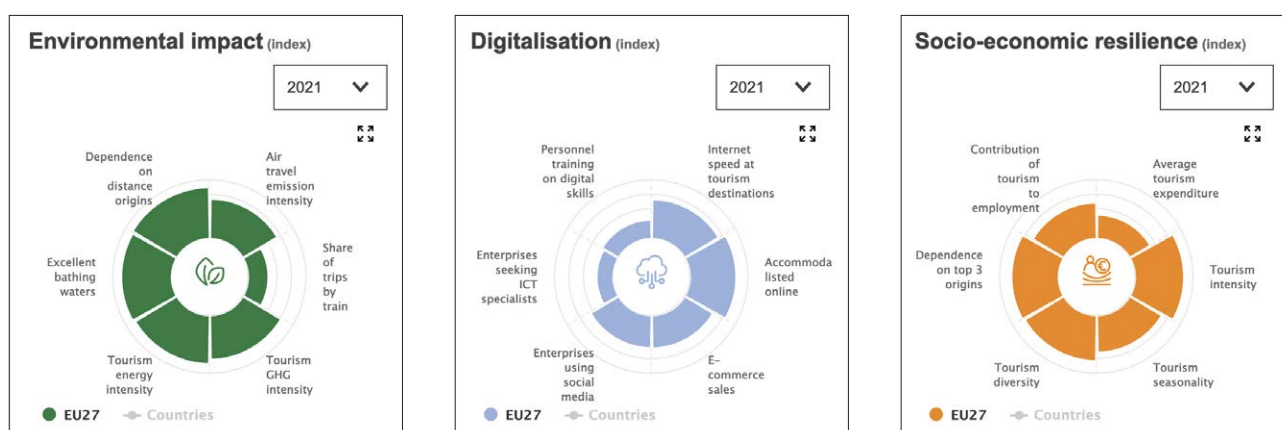 Environmental impact (index)
2021
Dependence
on
distance
origins
Air
travel
emission
intensity
Excellent
bathing
waters
Share
of
trips
by
train
Tourism
energy
intensity
Tourism
GHG
intensity
EU27
Countries
Digitalisation (index)
2021
Personnel
training
on digital
skills
Internet
speed at
tourism
destinations
Enterprises
seeking
ICT
specialists
Accommoda
listed
online
Enterprises
using
social
media
E-
commerce
sales
EU27
Countries
Socio-economic resilience (index)
2021
Contribution
of
tourism
to
employment
Average
tourism
expenditure
Dependence
on top 3
origins
Tourism
intensity
Tourism
diversity
Tourism
seasonality
EU27
Countries